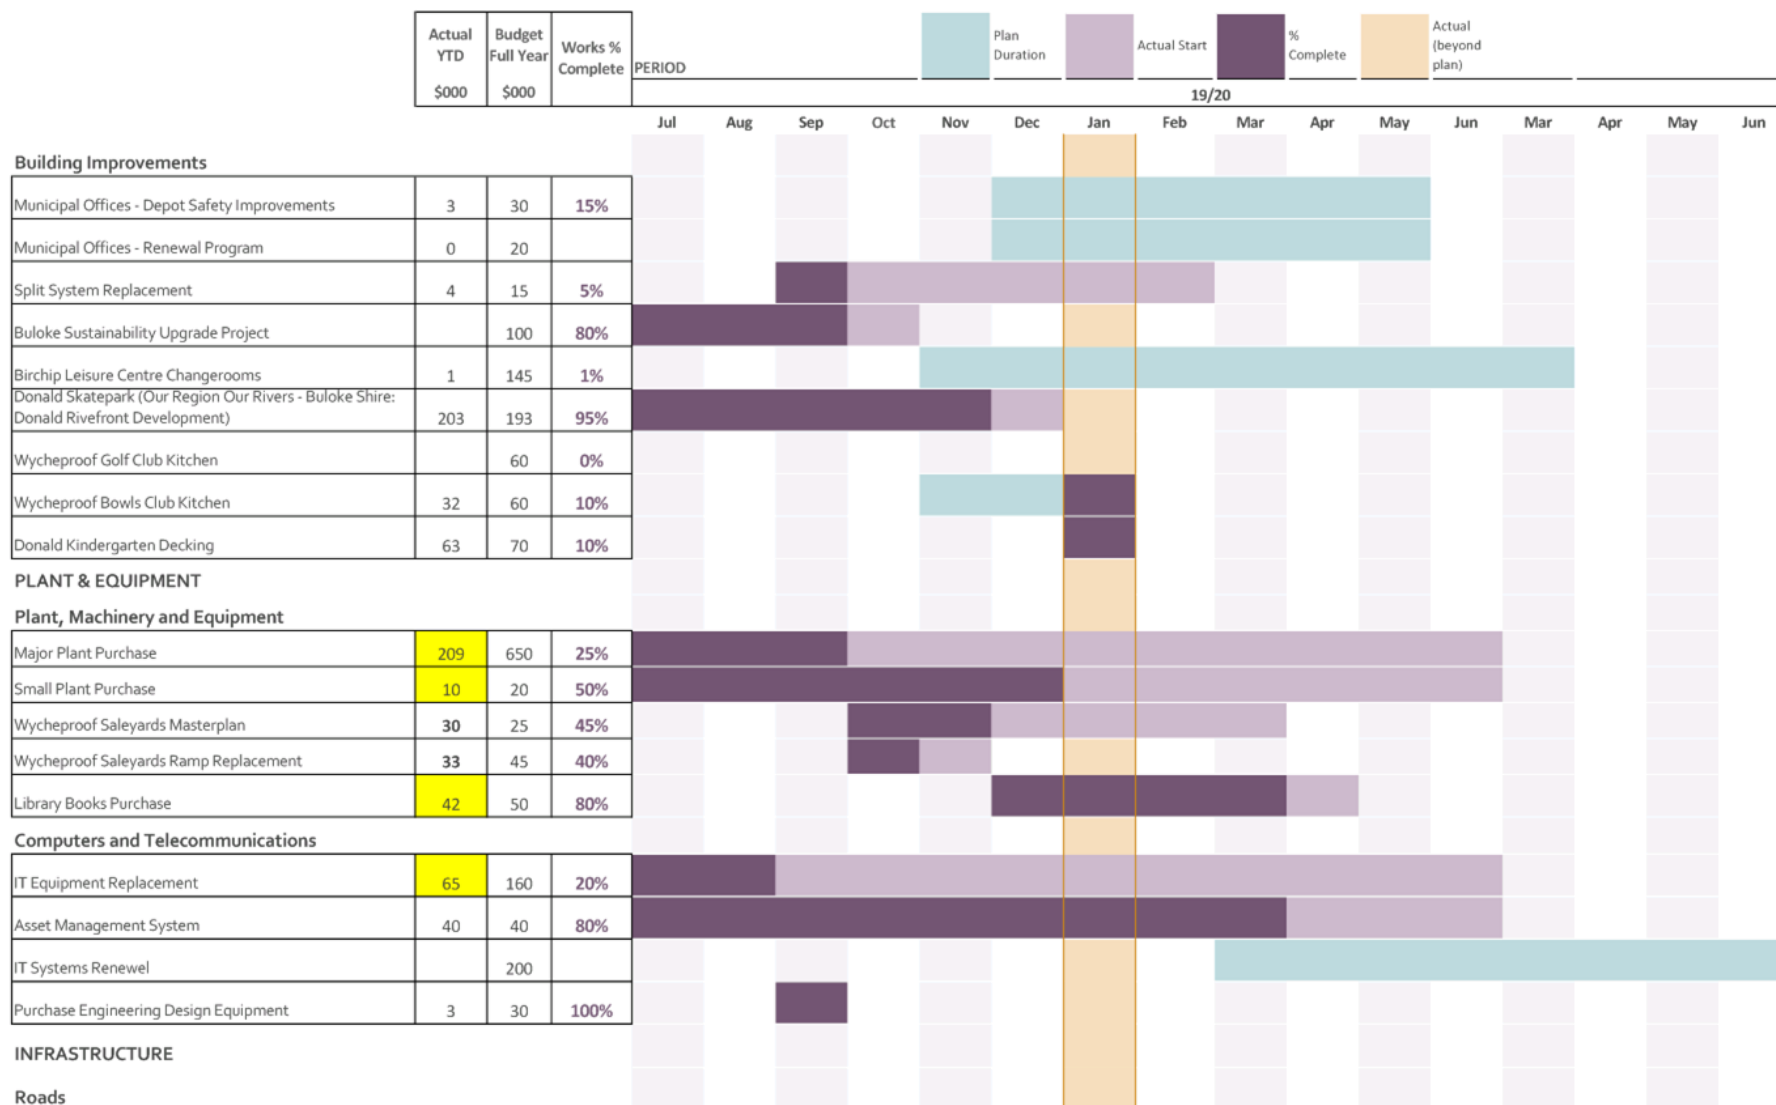 Actual YTD $000 Budget Full Year $000 Works % Complete PERIOD Plan Duration Actual Start % Complete Actual (beyond plan)
19/20
Jul Aug Sep Oct Nov Dec Jan Feb Mar Apr May Jun Mar Apr May Jun
Building Improvements
Municipal Offices - Depot Safety Improvements 3 30 15%
Municipal Offices - Renewal Program 0 20
Split System Replacement 4 15 5%
Buloke Sustainability Upgrade Project 100 80%
Birchip Leisure Centre Changerooms 1 145 1%
Donald Skatepark (Our Region Our Rivers - Buloke Shire:
Donald Rivefront Development) 203 193 95%
Wycheproof Golf Club Kitchen 60 0%
Wycheproof Bowls Club Kitchen 32 60 10%
Donald Kindergarten Decking 63 70 10%
PLANT & EQUIPMENT
Plant, Machinery and Equipment
Major Plant Purchase 209 650 25%
Small Plant Purchase 10 20 50%
Wycheproof Saleyards Masterplan 30 25 45%
Wycheproof Saleyards Ramp Replacement 33 45 40%
Library Books Purchase 42 50 80%
Computers and Telecommunications
IT Equipment Replacement 65 160 20%
Asset Management System 40 40 80%
IT Systems Renewel 200
Purchase Engineering Design Equipment 3 30 100%
INFRASTRUCTURE
Roads